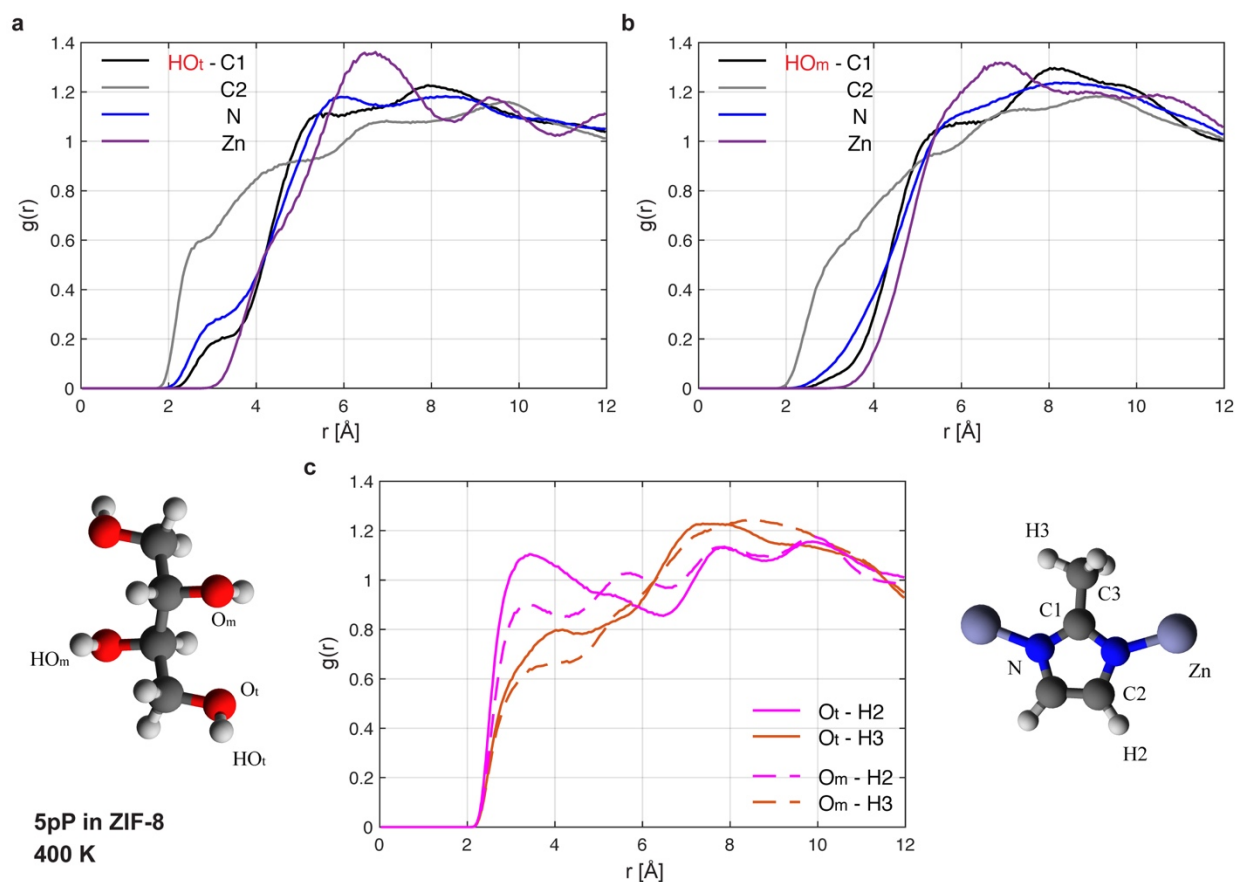 a
1.4
1.2
1
0.8
0.6
0.4
0.2
0
g(r)
HOt - C1
C2
N
Zn
0 2 4 6 8 10 12
r [Å]
b
1.4
1.2
1
0.8
0.6
0.4
0.2
0
g(r)
HOm - C1
C2
N
Zn
0 2 4 6 8 10 12
r [Å]
Om
HOm
Ot
HOt
5pP in ZIF-8
400 K
c
1.4
1.2
1
0.8
0.6
0.4
0.2
0
g(r)
Ot - H2
Ot - H3
Om - H2
Om - H3
0 2 4 6 8 10 12
r [Å]
H3
C3
C1
N
Zn
C2
H2